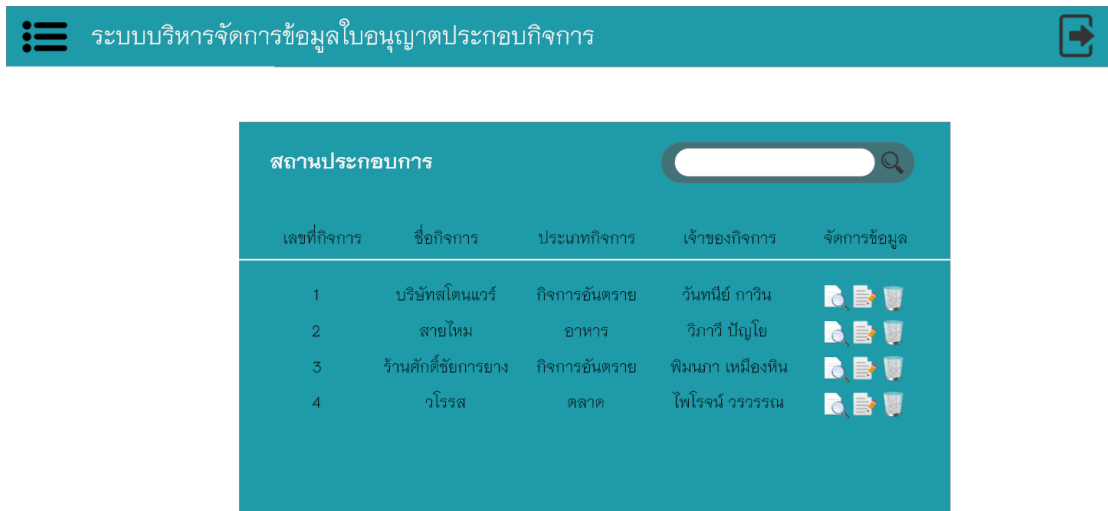 ระบบบริหารจัดการข้อมูลใบอนุญาตประกอบกิจการ
สถานประกอบการ
เลขที่กิจการ ชื่อกิจการ ประเภทกิจการ เจ้าของกิจการ จัดการข้อมูล
1 บริษัทสโตนแวร์ กิจการอันตราย วันทนีย์ กาวิน
2 สายไหม อาหาร วิภาวี ปัญโย
3 ร้านศักดิ์ชัยการยาง กิจการอันตราย พิมนภา เหมืองหิน
4 วโรรส ตลาด ไพโรจน์ วรวรรณ